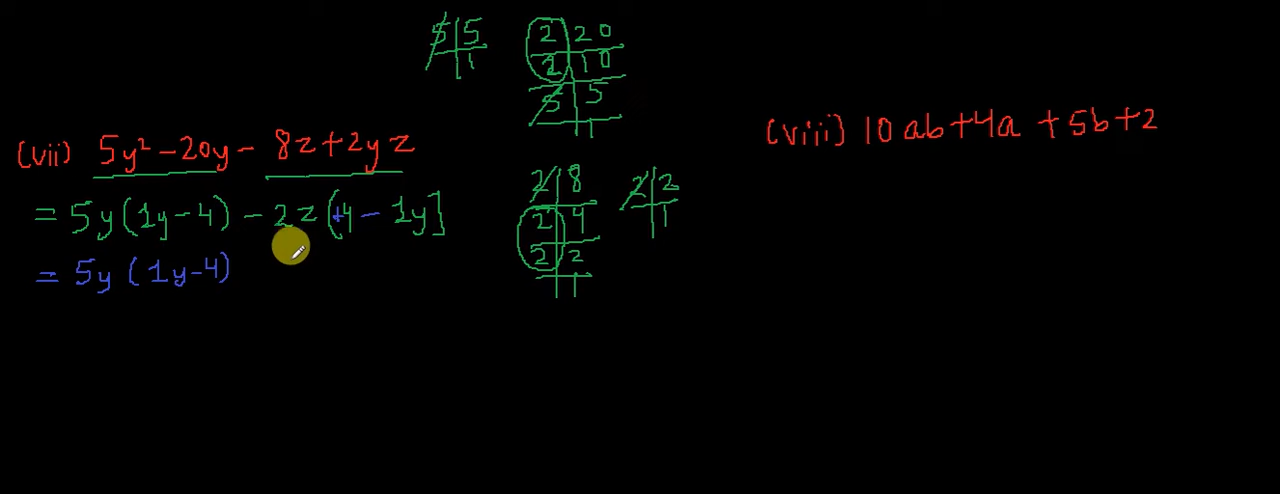 5 | 5
1
2 | 20
2 | 10
5 | 5
1
(vii) 5y² - 20y - 8z + 2yz
= 5y(1y - 4) - 2z(+4 - 1y]
= 5y (1y - 4)
2 | 8
2 | 4
2 | 2
1
2 | 2
1
(viii) 10ab + 4a + 5b + 2